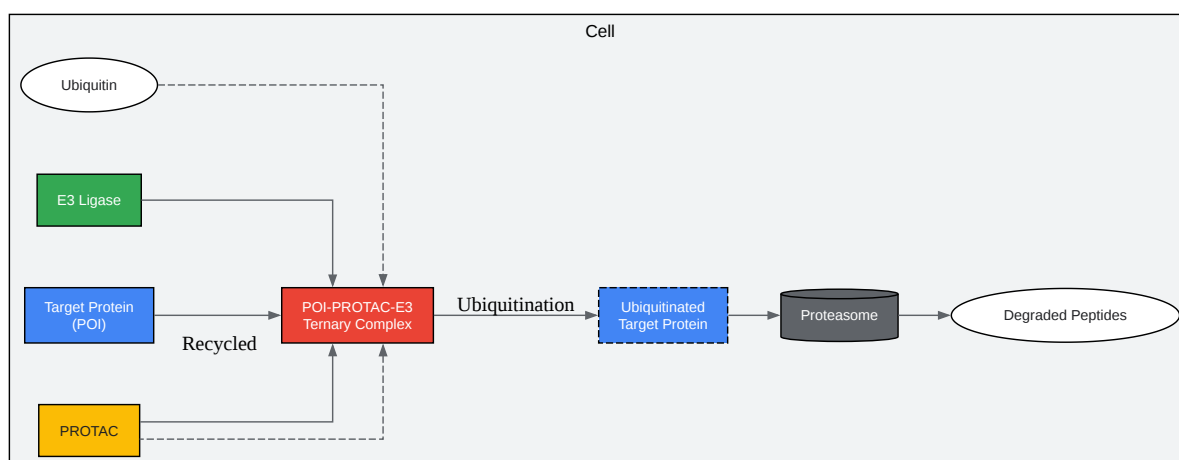 Cell
Ubiquitin
E3 Ligase
Target Protein
(POI)
Recycled
PROTAC
POI-PROTAC-E3
Ternary Complex
Ubiquitination
Ubiquitinated
Target Protein
Proteasome
Degraded Peptides